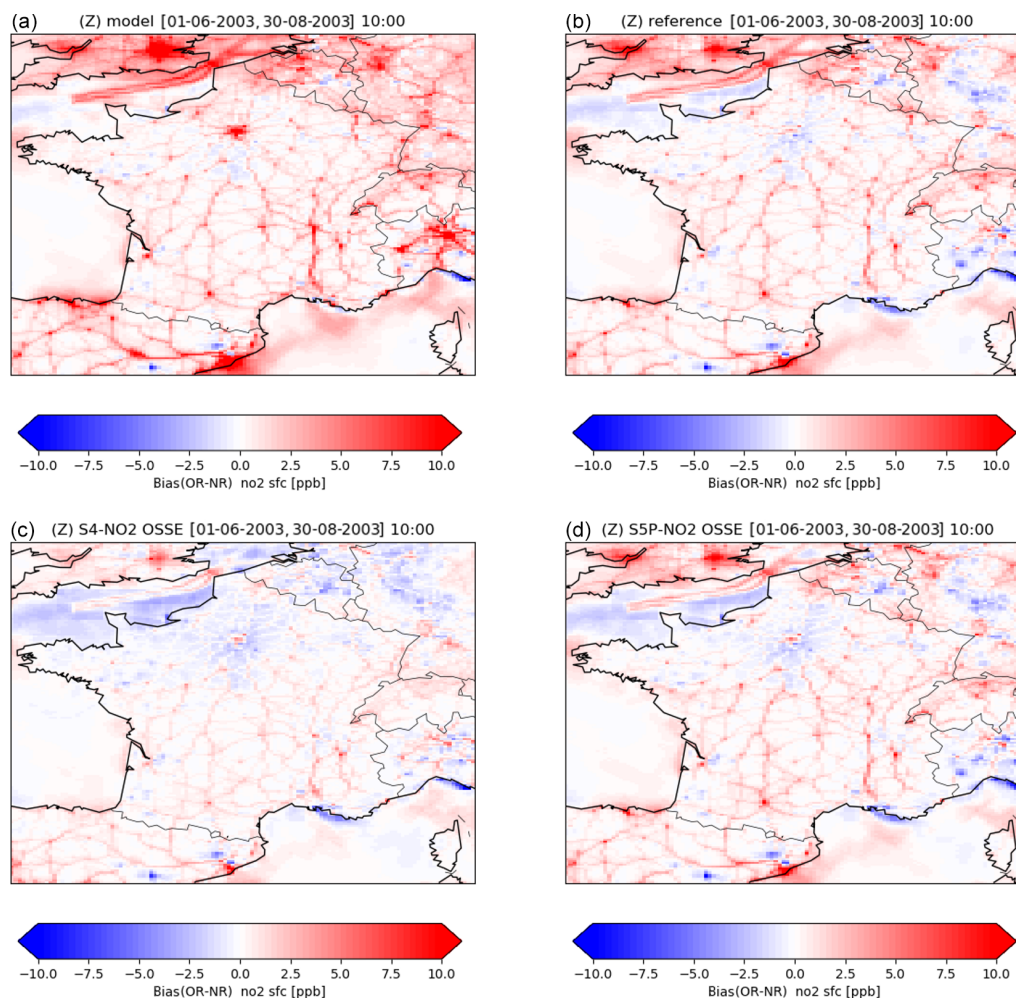 (a) (Z) model [01-06-2003, 30-08-2003] 10:00
(b) (Z) reference [01-06-2003, 30-08-2003] 10:00
−10.0 −7.5 −5.0 −2.5 0.0 2.5 5.0 7.5 10.0
Bias(OR-NR) no2 sfc [ppb]
−10.0 −7.5 −5.0 −2.5 0.0 2.5 5.0 7.5 10.0
Bias(OR-NR) no2 sfc [ppb]
(c) (Z) S4-NO2 OSSE [01-06-2003, 30-08-2003] 10:00
(d) (Z) S5P-NO2 OSSE [01-06-2003, 30-08-2003] 10:00
−10.0 −7.5 −5.0 −2.5 0.0 2.5 5.0 7.5 10.0
Bias(OR-NR) no2 sfc [ppb]
−10.0 −7.5 −5.0 −2.5 0.0 2.5 5.0 7.5 10.0
Bias(OR-NR) no2 sfc [ppb]